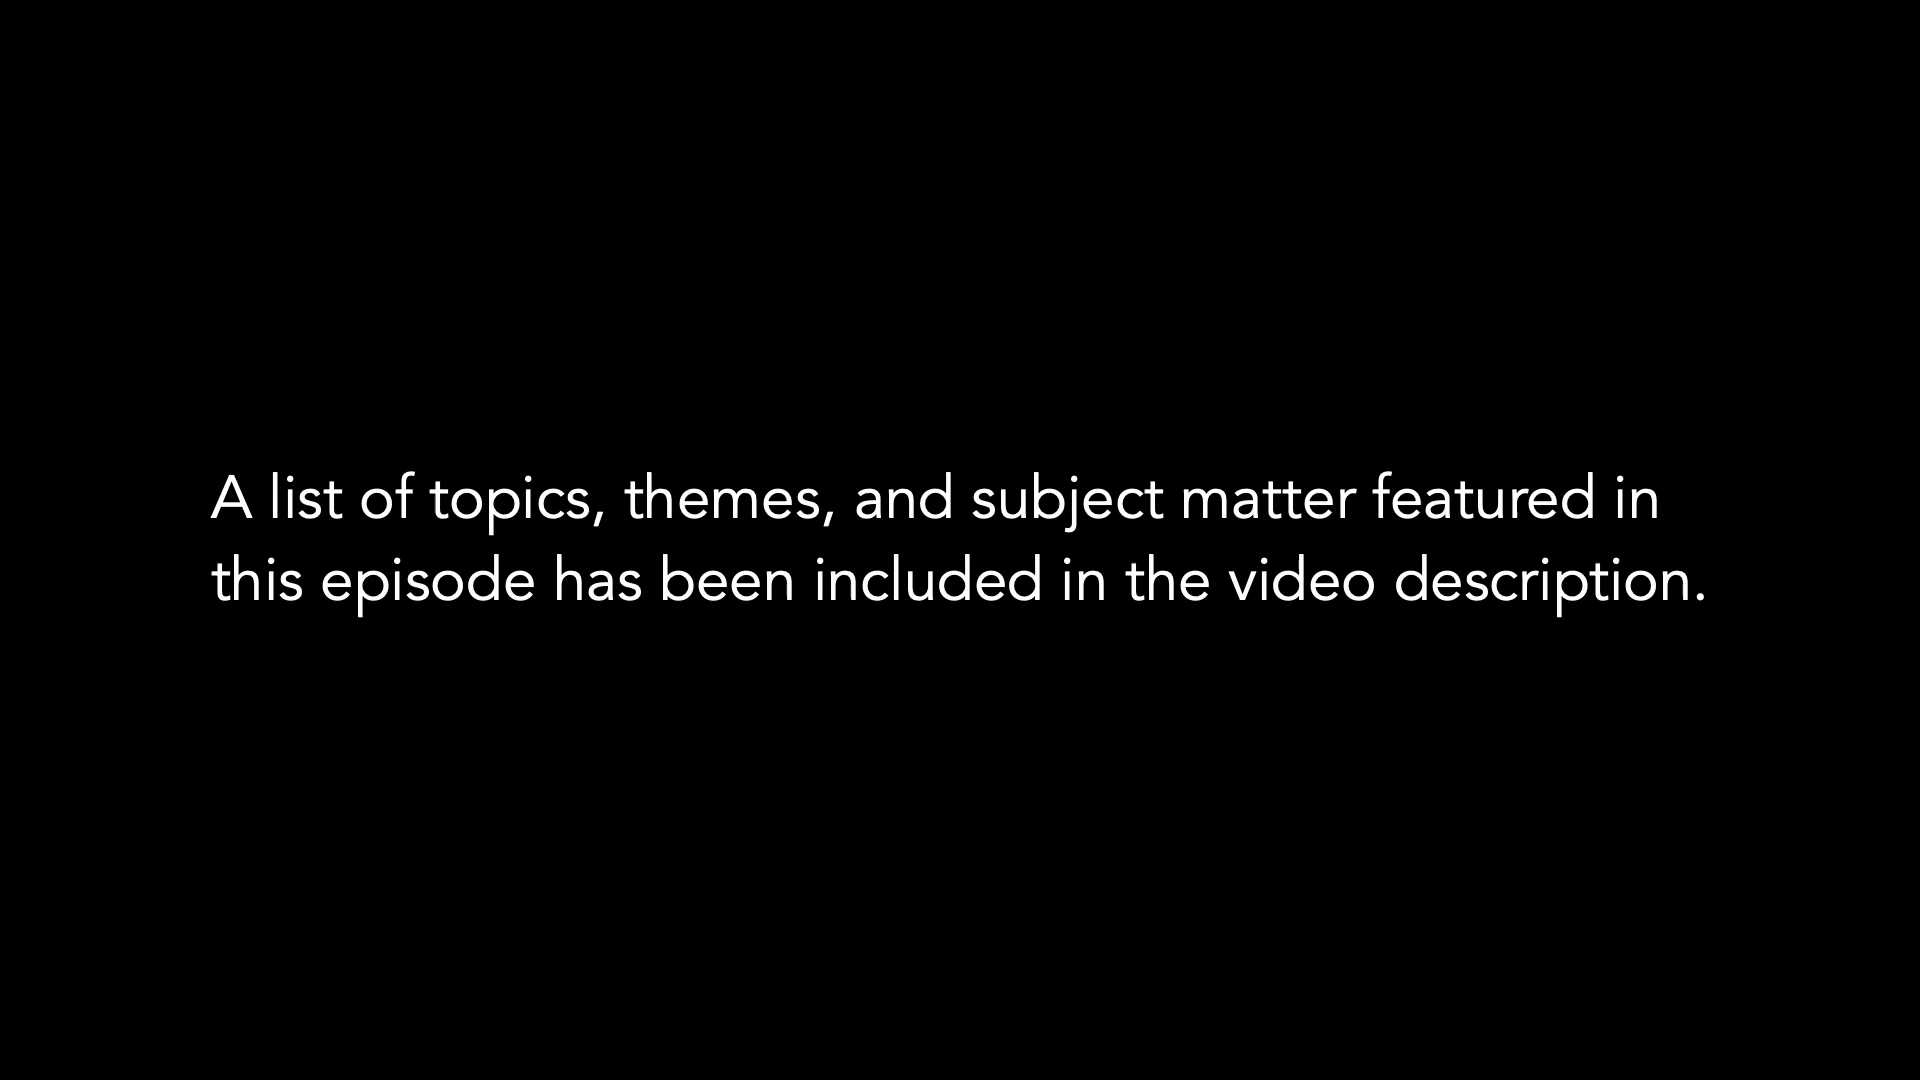 A list of topics, themes, and subject matter featured in
this episode has been included in the video description.